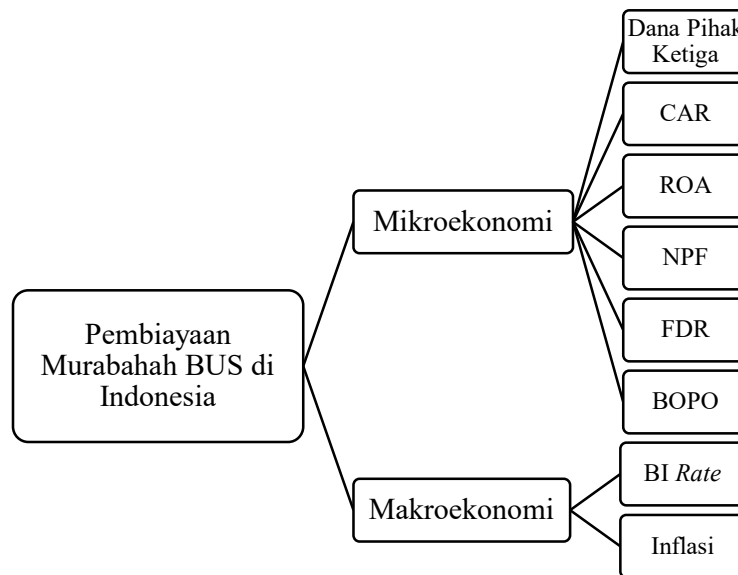 Pembiayaan
Murabahah BUS di
Indonesia
Mikroekonomi
Dana Pihak
Ketiga
CAR
ROA
NPF
FDR
BOPO
Makroekonomi
BI Rate
Inflasi